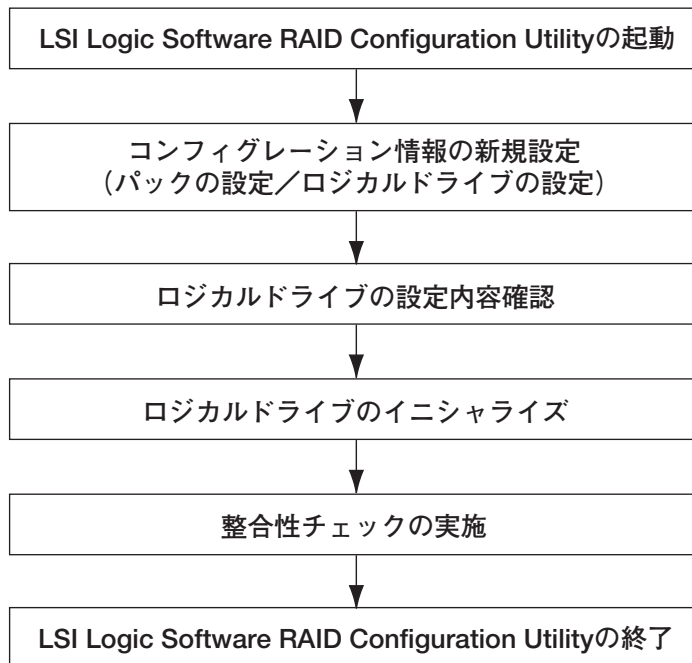 LSI Logic Software RAID Configuration Utilityの起動
コンフィグレーション情報の新規設定
（パックの設定／ロジカルドライブの設定）
ロジカルドライブの設定内容確認
ロジカルドライブのイニシャライズ
整合性チェックの実施
LSI Logic Software RAID Configuration Utilityの終了